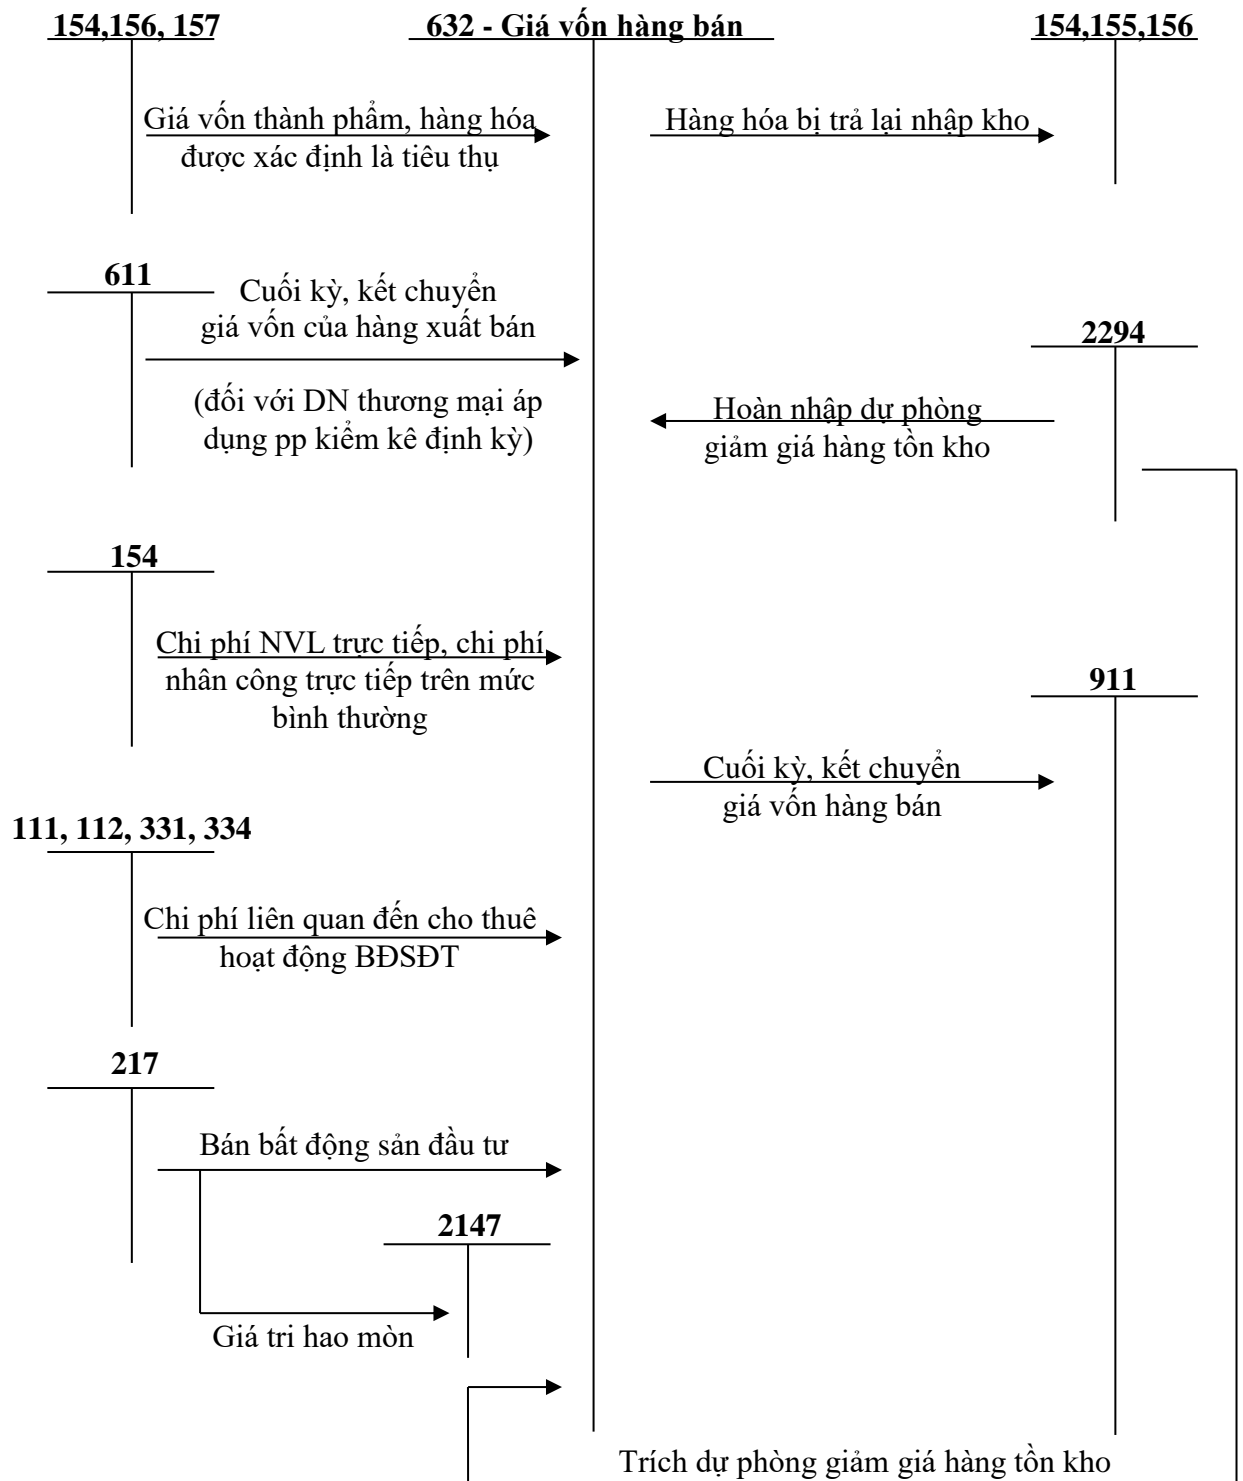 154,156, 157
632 - Giá vốn hàng bán
154,155,156
Giá vốn thành phẩm, hàng hóa
được xác định là tiêu thụ
Hàng hóa bị trả lại nhập kho
611
Cuối kỳ, kết chuyển
giá vốn của hàng xuất bán
(đối với DN thương mại áp
dụng pp kiểm kê định kỳ)
2294
Hoàn nhập dự phòng
giảm giá hàng tồn kho
154
Chi phí NVL trực tiếp, chi phí
nhân công trực tiếp trên mức
bình thường
911
Cuối kỳ, kết chuyển
giá vốn hàng bán
111, 112, 331, 334
Chi phí liên quan đến cho thuê
hoạt động BĐSĐT
217
Bán bất động sản đầu tư
2147
Giá tri hao mòn
Trích dự phòng giảm giá hàng tồn kho